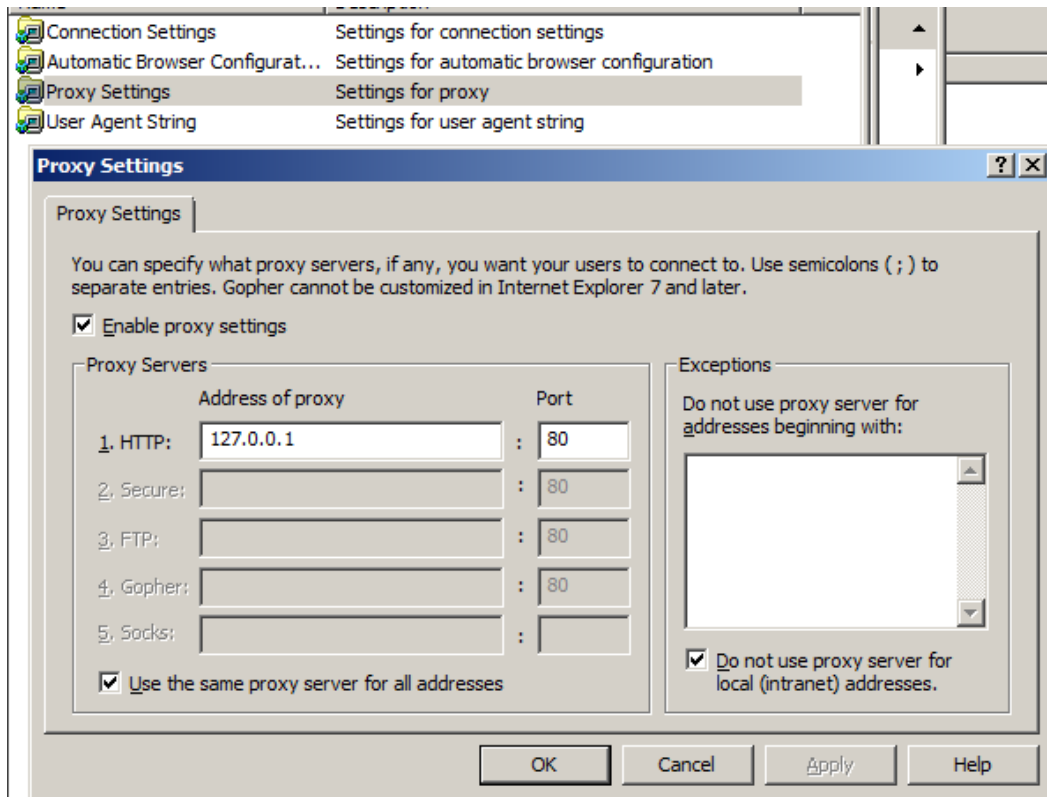 Connection Settings Settings for connection settings
Automatic Browser Configurat... Settings for automatic browser configuration
Proxy Settings Settings for proxy
User Agent String Settings for user agent string
Proxy Settings
Proxy Settings
You can specify what proxy servers, if any, you want your users to connect to. Use semicolons ( ; ) to
separate entries. Gopher cannot be customized in Internet Explorer 7 and later.
Enable proxy settings
Proxy Servers
Address of proxy Port
1. HTTP: 127.0.0.1 : 80
2. Secure: : 80
3. FTP: : 80
4. Gopher: : 80
5. Socks: :
Use the same proxy server for all addresses
Exceptions
Do not use proxy server for
addresses beginning with:
Do not use proxy server for
local (intranet) addresses.
OK Cancel Apply Help